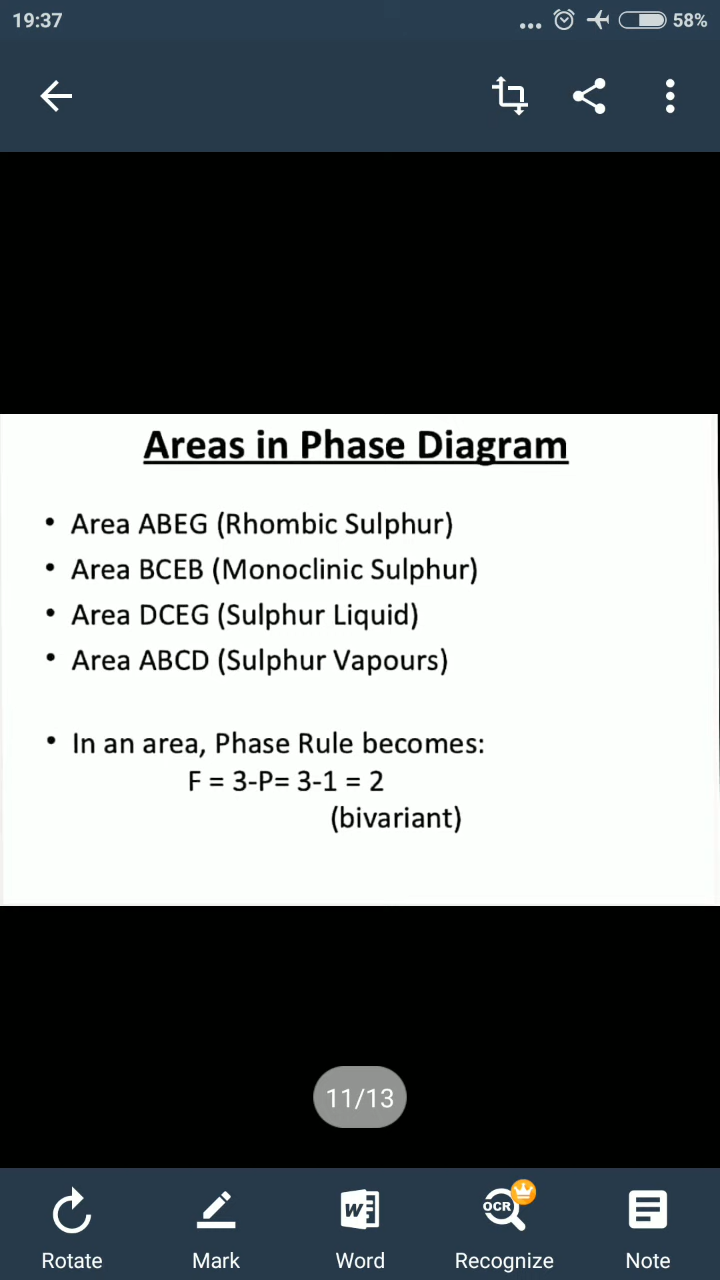 19:37
58%
Areas in Phase Diagram
• Area ABEG (Rhombic Sulphur)
• Area BCEB (Monoclinic Sulphur)
• Area DCEG (Sulphur Liquid)
• Area ABCD (Sulphur Vapours)
• In an area, Phase Rule becomes:
F = 3-P= 3-1 = 2
(bivariant)
11/13
W
OCR
Rotate Mark Word Recognize Note